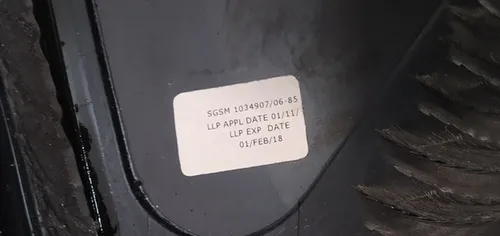 SGSM 1034907/06-85
LLP APPL DATE 01/11/
LLP EXP DATE
01/FEB/18